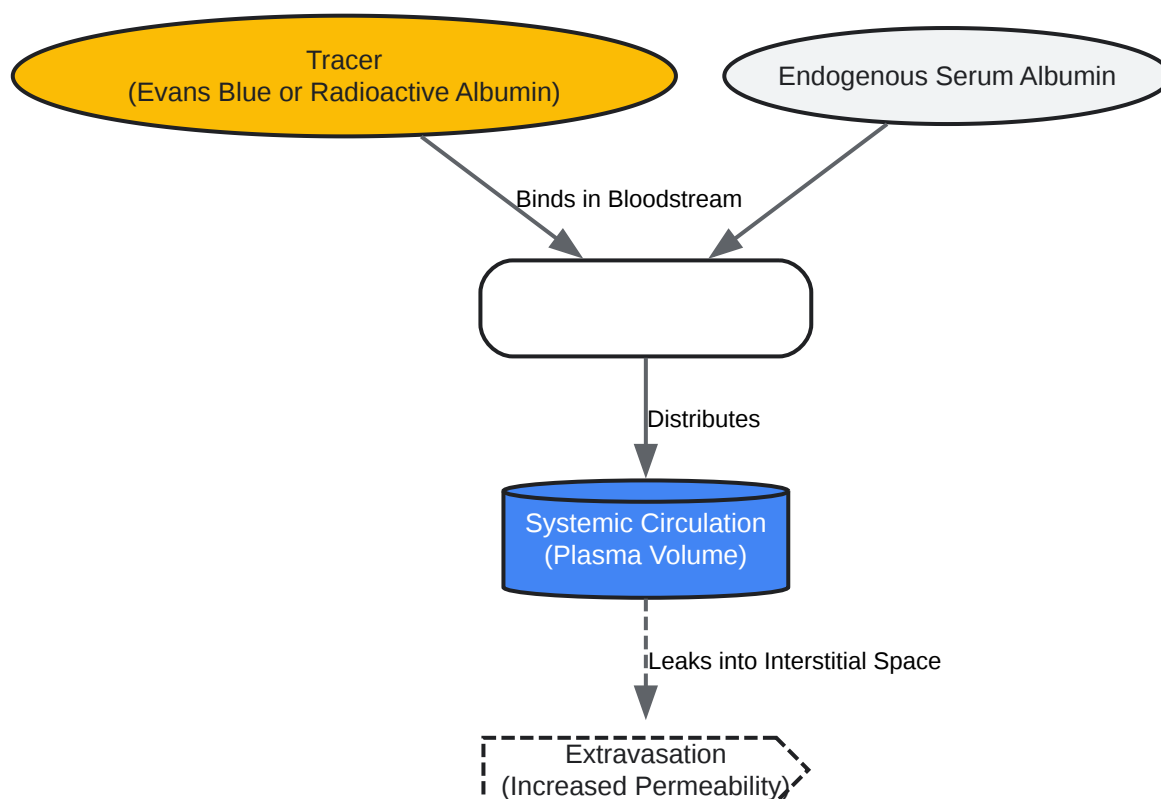 Tracer
(Evans Blue or Radioactive Albumin)
Endogenous Serum Albumin
Binds in Bloodstream
Distributes
Systemic Circulation
(Plasma Volume)
Leaks into Interstitial Space
Extravasation
(Increased Permeability)